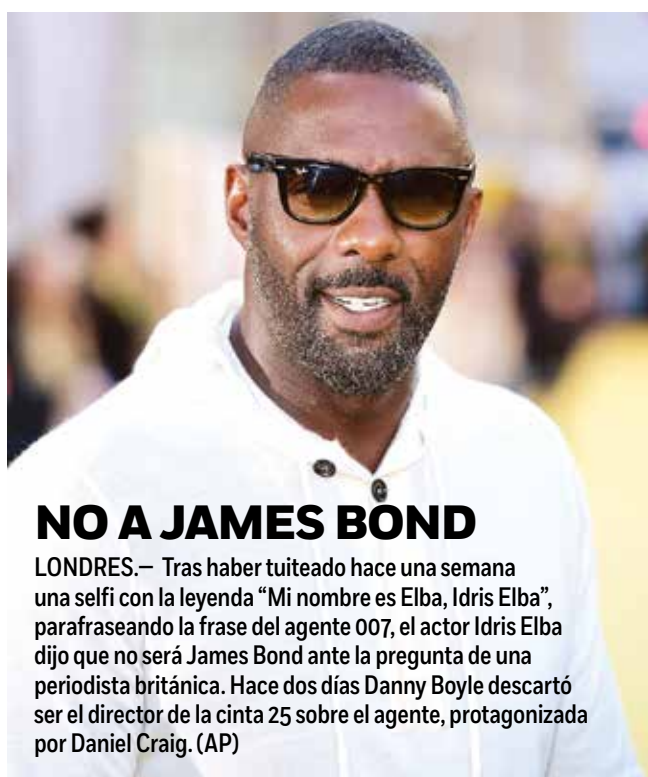 NO A JAMES BOND
LONDRES.— Tras haber tuiteado hace una semana
una selfi con la leyenda “Mi nombre es Elba, Idris Elba”,
parafraseando la frase del agente 007, el actor Idris Elba
dijo que no será James Bond ante la pregunta de una
periodista británica. Hace dos días Danny Boyle descartó
ser el director de la cinta 25 sobre el agente, protagonizada
por Daniel Craig. (AP)